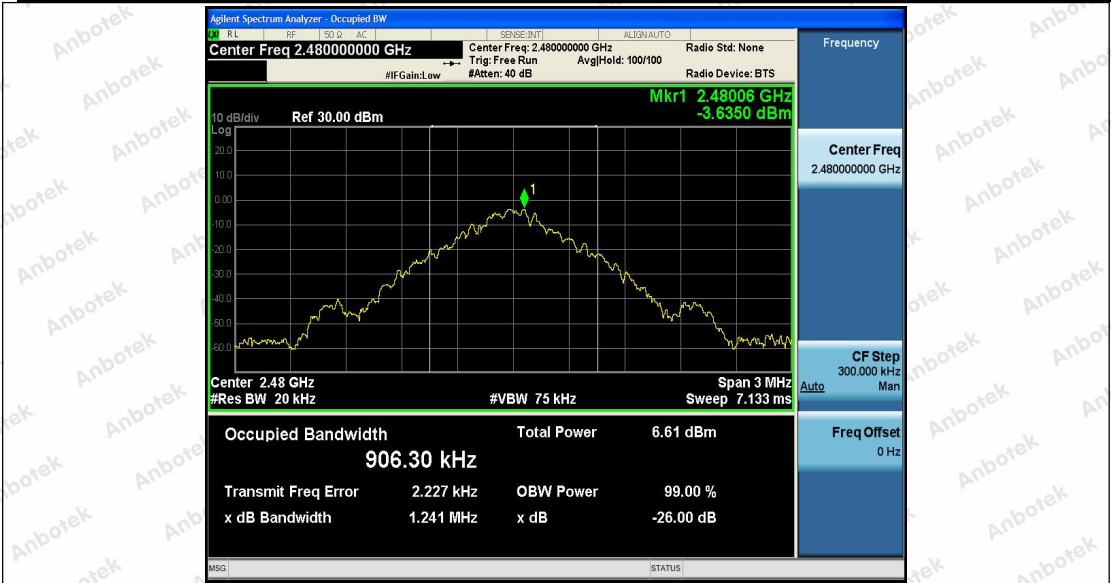 Agilent Spectrum Analyzer - Occupied BW
RL RF 50 Ω AC SENSE:INT ALIGN AUTO
Center Freq 2.480000000 GHz
Center Freq: 2.480000000 GHz Radio Std: None
Trig: Free Run Avg|Hold: 100/100
#IFGain:Low #Atten: 40 dB Radio Device: BTS
Mkr1 2.48006 GHz
-3.6350 dBm
10 dB/div Ref 30.00 dBm
Log
20.0
10.0
0.00
1
-10.0
-20.0
-30.0
-40.0
-50.0
-60.0
Center 2.48 GHz Span 3 MHz
#Res BW 20 kHz #VBW 75 kHz Sweep 7.133 ms
Occupied Bandwidth Total Power 6.61 dBm
906.30 kHz
Transmit Freq Error 2.227 kHz OBW Power 99.00 %
x dB Bandwidth 1.241 MHz x dB -26.00 dB
MSG STATUS
Frequency
Center Freq
2.480000000 GHz
CF Step
300.000 kHz
Auto Man
Freq Offset
0 Hz
Anbotek